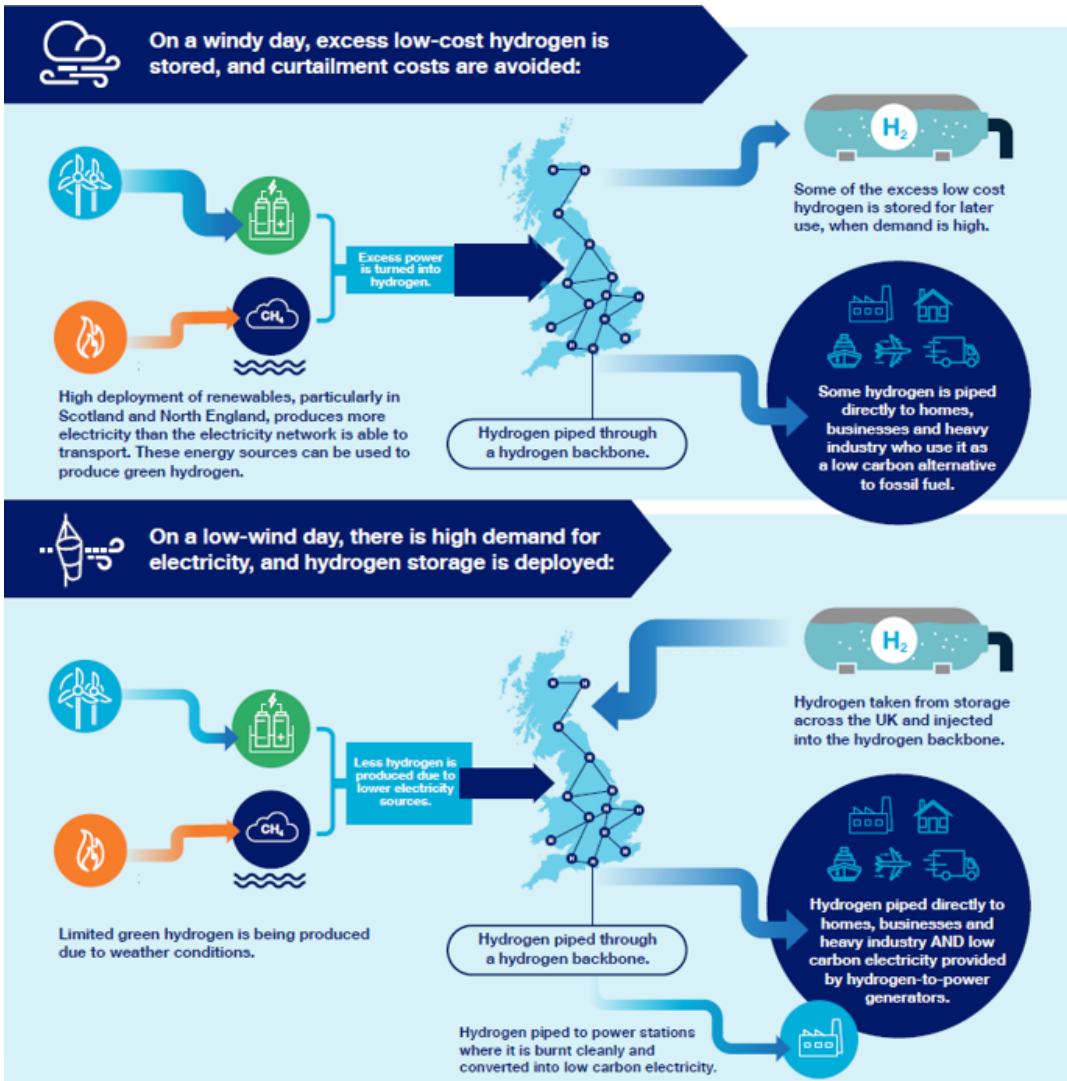 On a windy day, excess low-cost hydrogen is
stored, and curtailment costs are avoided:
H₂
Some of the excess low cost
hydrogen is stored for later
use, when demand is high.
Excess power
is turned into
hydrogen.
CH₄
High deployment of renewables, particularly in
Scotland and North England, produces more
electricity than the electricity network is able to
transport. These energy sources can be used to
produce green hydrogen.
Hydrogen piped through
a hydrogen backbone.
Some hydrogen is piped
directly to homes,
businesses and heavy
industry who use it as
a low carbon alternative
to fossil fuel.
On a low-wind day, there is high demand for
electricity, and hydrogen storage is deployed:
H₂
Hydrogen taken from storage
across the UK and injected
into the hydrogen backbone.
Less hydrogen is
produced due to
lower electricity
sources.
CH₄
Limited green hydrogen is being produced
due to weather conditions.
Hydrogen piped through
a hydrogen backbone.
Hydrogen piped directly to
homes, businesses and
heavy industry AND low
carbon electricity provided
by hydrogen-to-power
generators.
Hydrogen piped to power stations
where it is burnt cleanly and
converted into low carbon electricity.